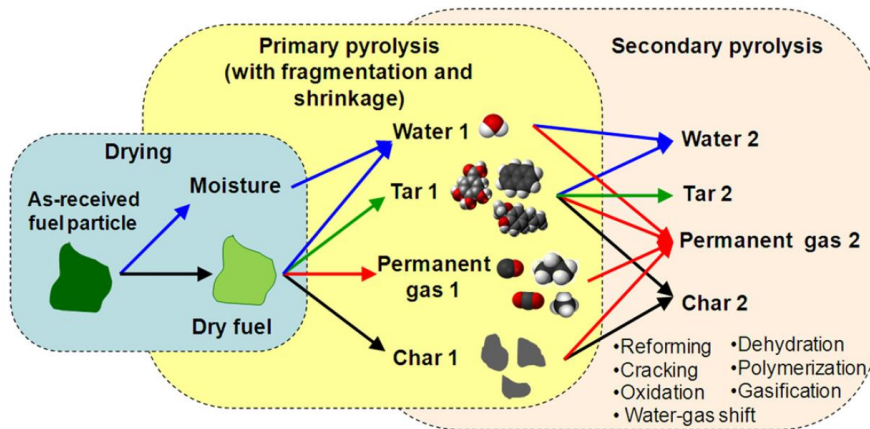 Primary pyrolysis
(with fragmentation and
shrinkage)
Secondary pyrolysis
Drying
As-received
fuel particle
Moisture
Dry fuel
Water 1
Tar 1
Permanent
gas 1
Char 1
Water 2
Tar 2
Permanent gas 2
Char 2
•Reforming
•Cracking
•Oxidation
•Water-gas shift
•Dehydration
•Polymerization
•Gasification